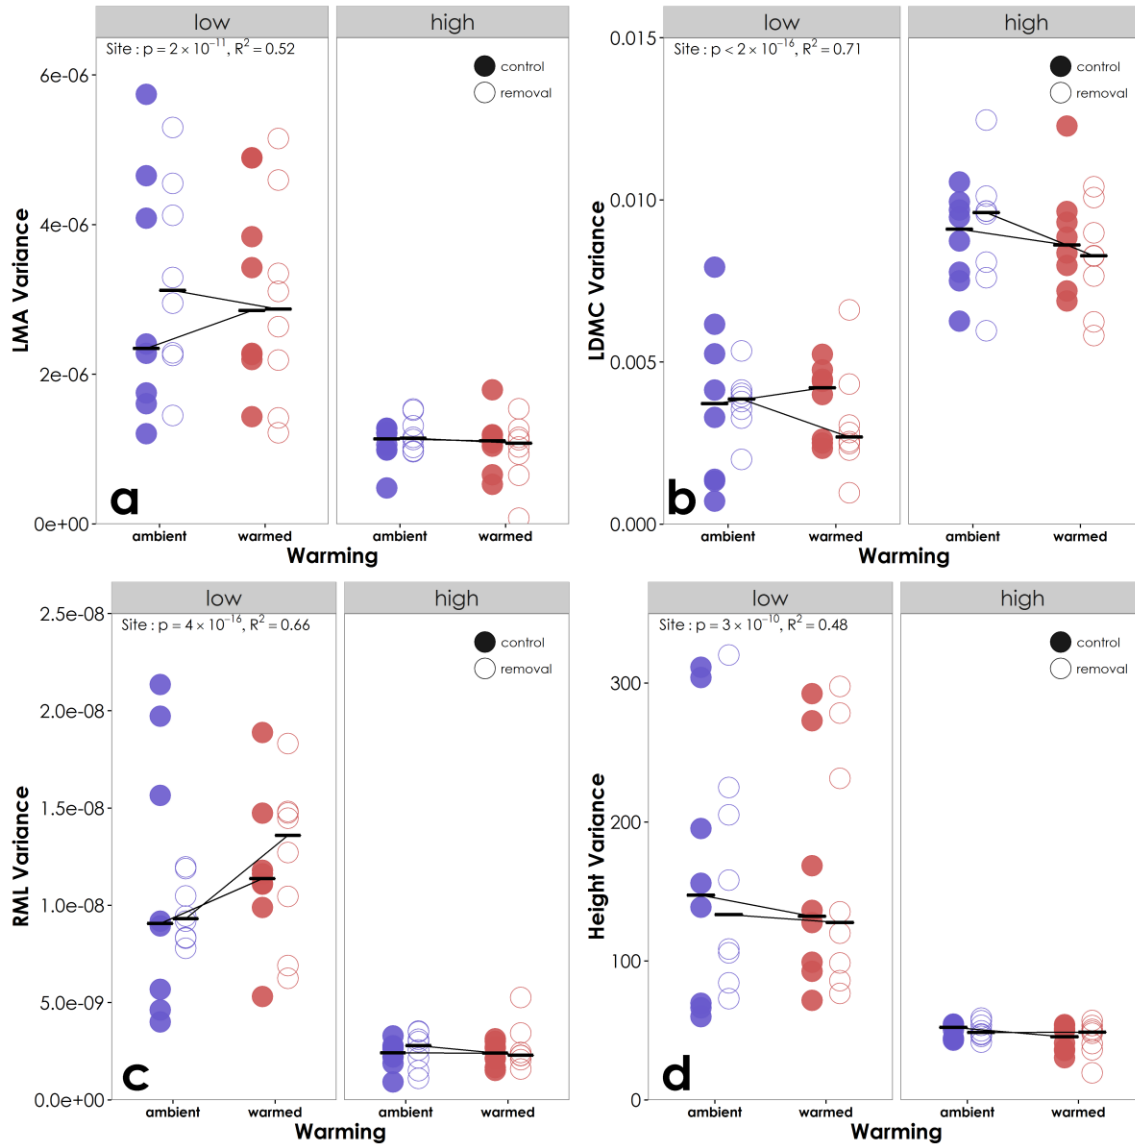 low
high
Site : p = 2 × 10⁻¹¹, R² = 0.52
control
removal
6e-06
4e-06
2e-06
0e+00
LMA Variance
a
ambient
warmed
ambient
warmed
Warming
low
high
Site : p < 2 × 10⁻¹⁶, R² = 0.71
control
removal
0.015
0.010
0.005
0.000
LDMC Variance
b
ambient
warmed
ambient
warmed
Warming
low
high
Site : p = 4 × 10⁻¹⁶, R² = 0.66
control
removal
2.5e-08
2.0e-08
1.5e-08
1.0e-08
5.0e-09
0.0e+00
RML Variance
c
ambient
warmed
ambient
warmed
Warming
low
high
Site : p = 3 × 10⁻¹⁰, R² = 0.48
control
removal
300
200
100
0
Height Variance
d
ambient
warmed
ambient
warmed
Warming